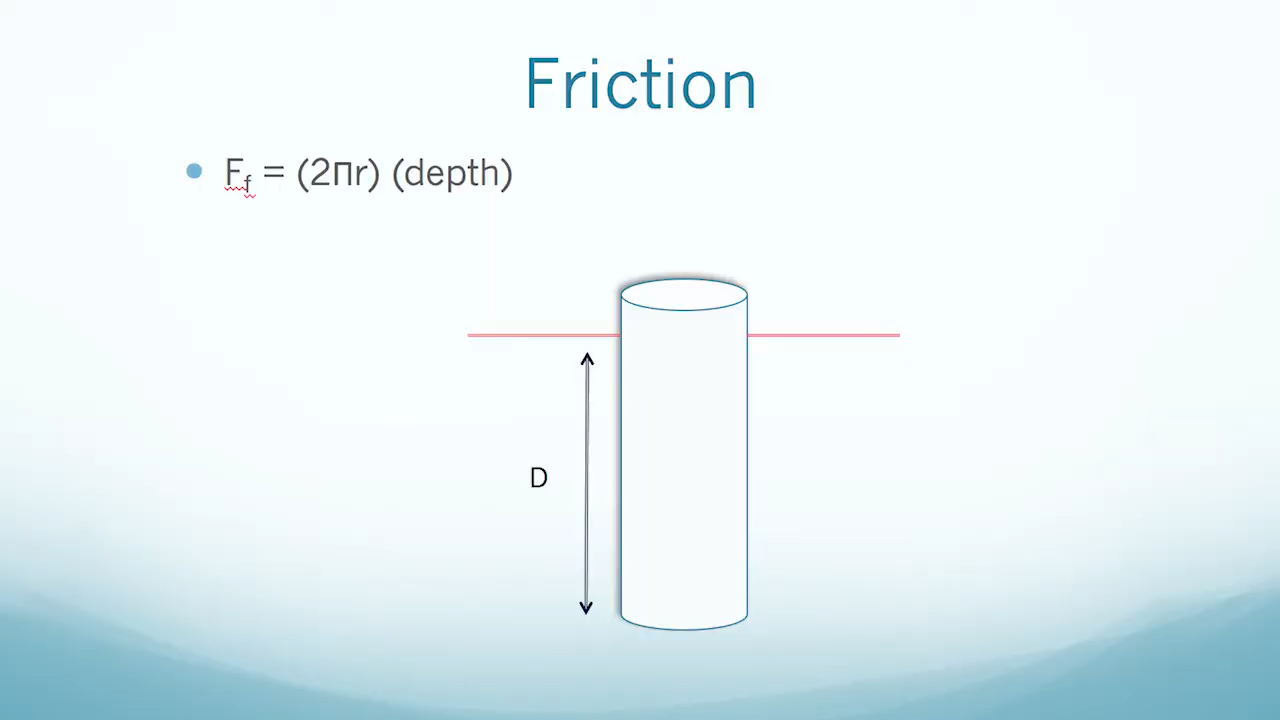 Friction
• Ff = (2πr) (depth)
D